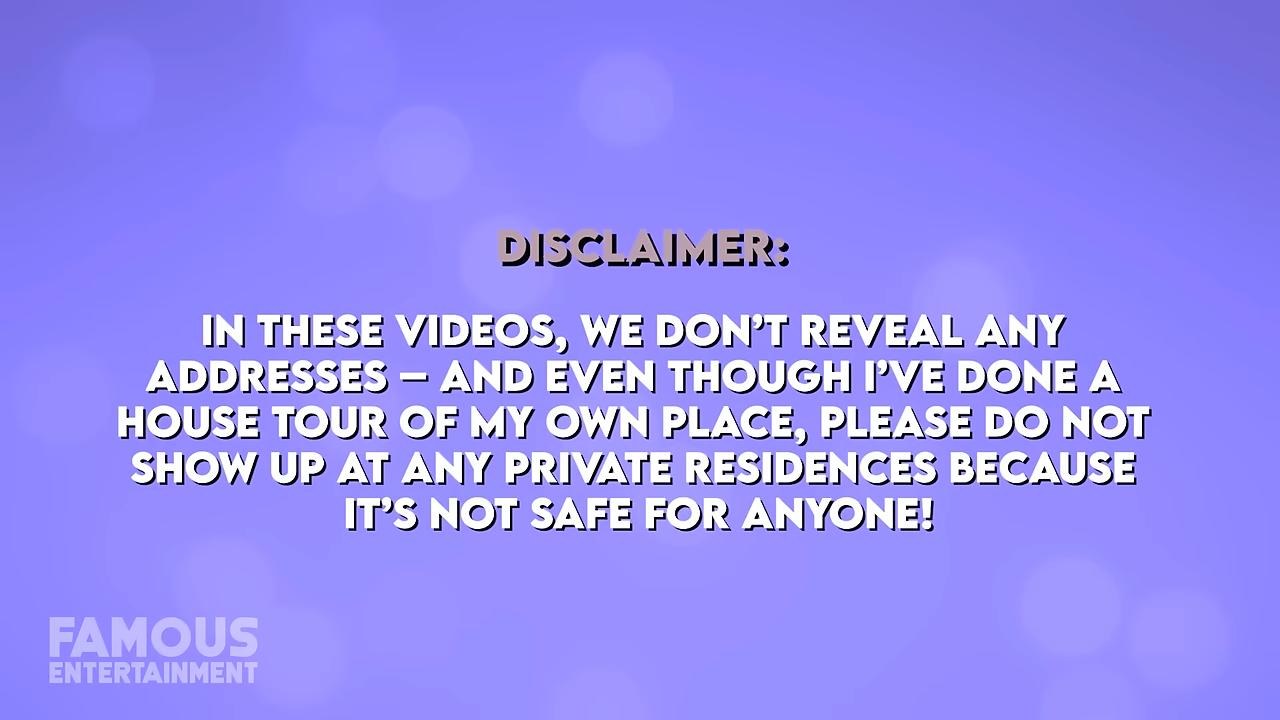 DISCLAIMER:
IN THESE VIDEOS, WE DON'T REVEAL ANY
ADDRESSES – AND EVEN THOUGH I'VE DONE A
HOUSE TOUR OF MY OWN PLACE, PLEASE DO NOT
SHOW UP AT ANY PRIVATE RESIDENCES BECAUSE
IT'S NOT SAFE FOR ANYONE!
FAMOUS
ENTERTAINMENT